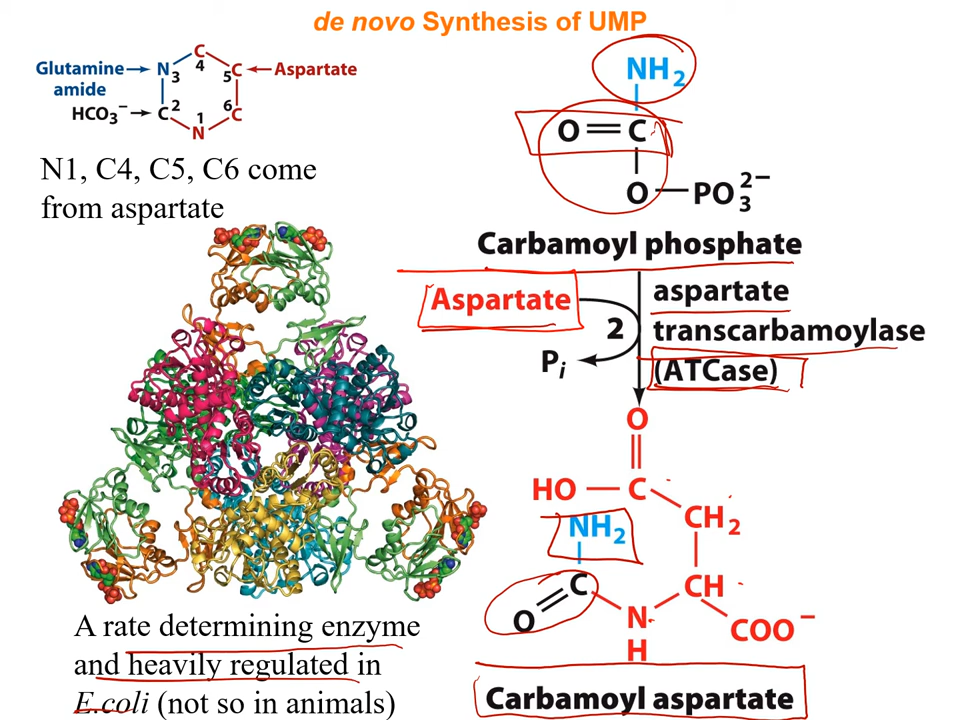 de novo Synthesis of UMP
Glutamine
amide
HCO3−
N 3
C 4
5 C
Aspartate
C 2
1
N
6
C
N1, C4, C5, C6 come
from aspartate
NH2
O=C
O—PO3 2−
Carbamoyl phosphate
Aspartate
2
Pi
aspartate
transcarbamoylase
(ATCase)
O
HO—C
NH2
CH2
C
O
CH
N
H
COO−
Carbamoyl aspartate
A rate determining enzyme
and heavily regulated in
E.coli (not so in animals)